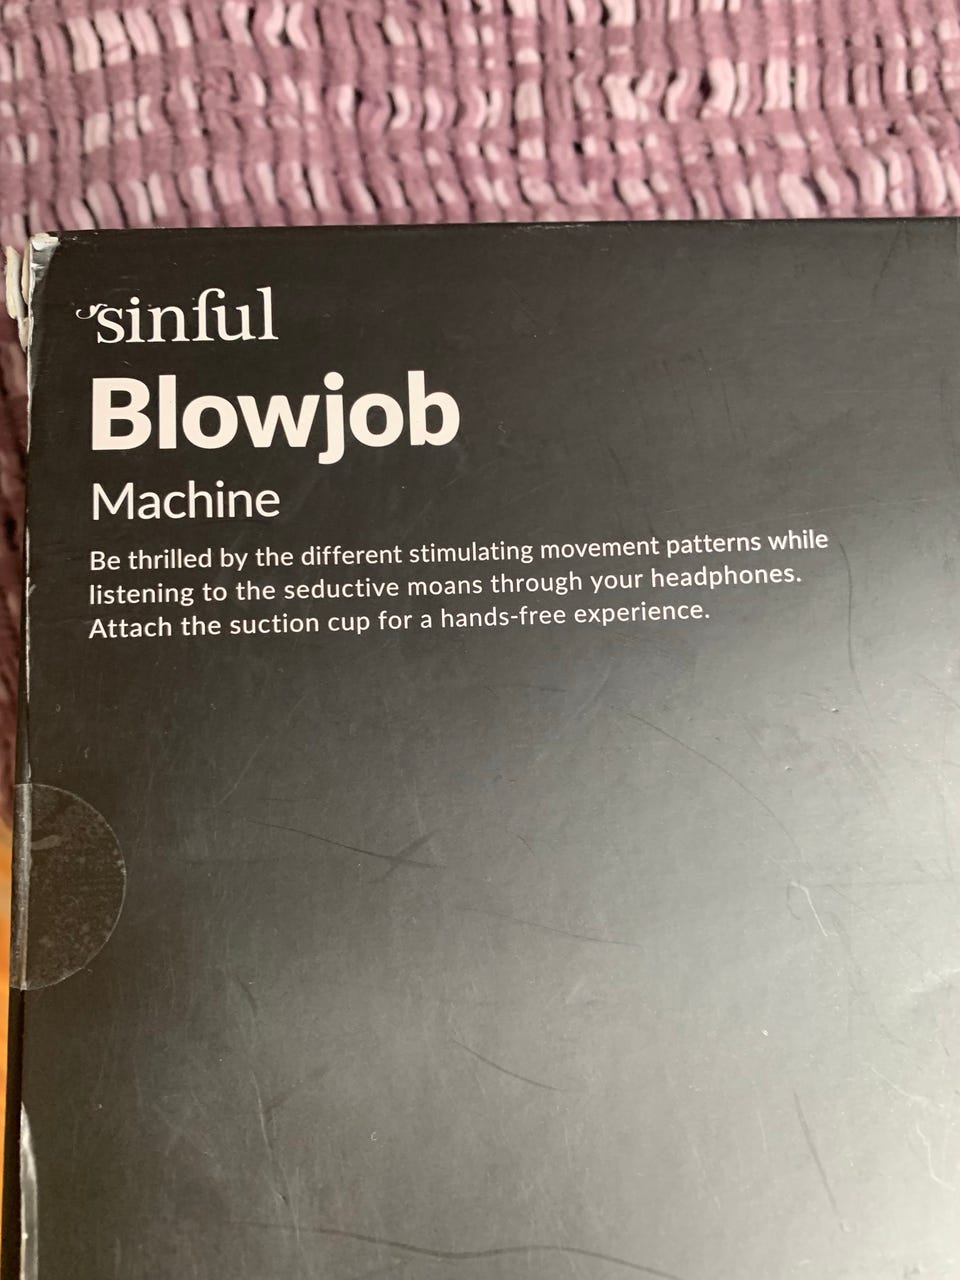 sinful
Blowjob
Machine
Be thrilled by the different stimulating movement patterns while
listening to the seductive moans through your headphones.
Attach the suction cup for a hands-free experience.